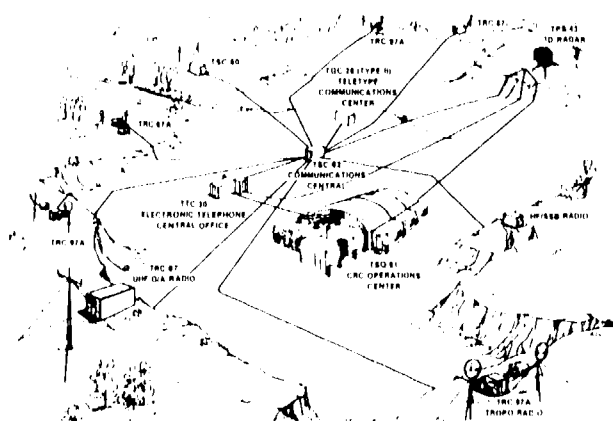 TRC 97A
TRC 97
TPS 43
3D RADAR
TSC 60
TGC 28 (TYPE II)
TELETYPE
COMMUNICATIONS
CENTER
TRC 97A
TSC 62
COMMUNICATIONS
CENTRAL
TTC 30
ELECTRONIC TELEPHONE
CENTRAL OFFICE
HF/SSB RADIO
TRC 97A
TSQ 91
CRC OPERATIONS
CENTER
TRC 87
UHF G/A RADIO
TRC 97A
TROPO RADIO